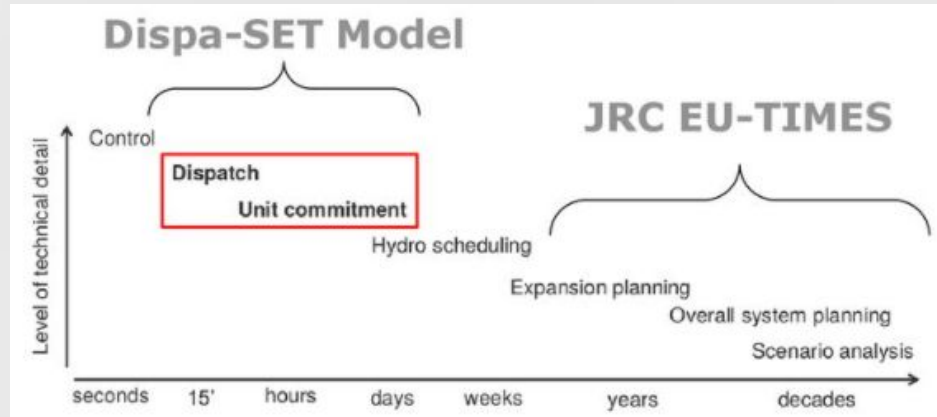 Dispa-SET Model
JRC EU-TIMES
Level of technical detail
Control
Dispatch
Unit commitment
Hydro scheduling
Expansion planning
Overall system planning
Scenario analysis
seconds 15' hours days weeks years decades